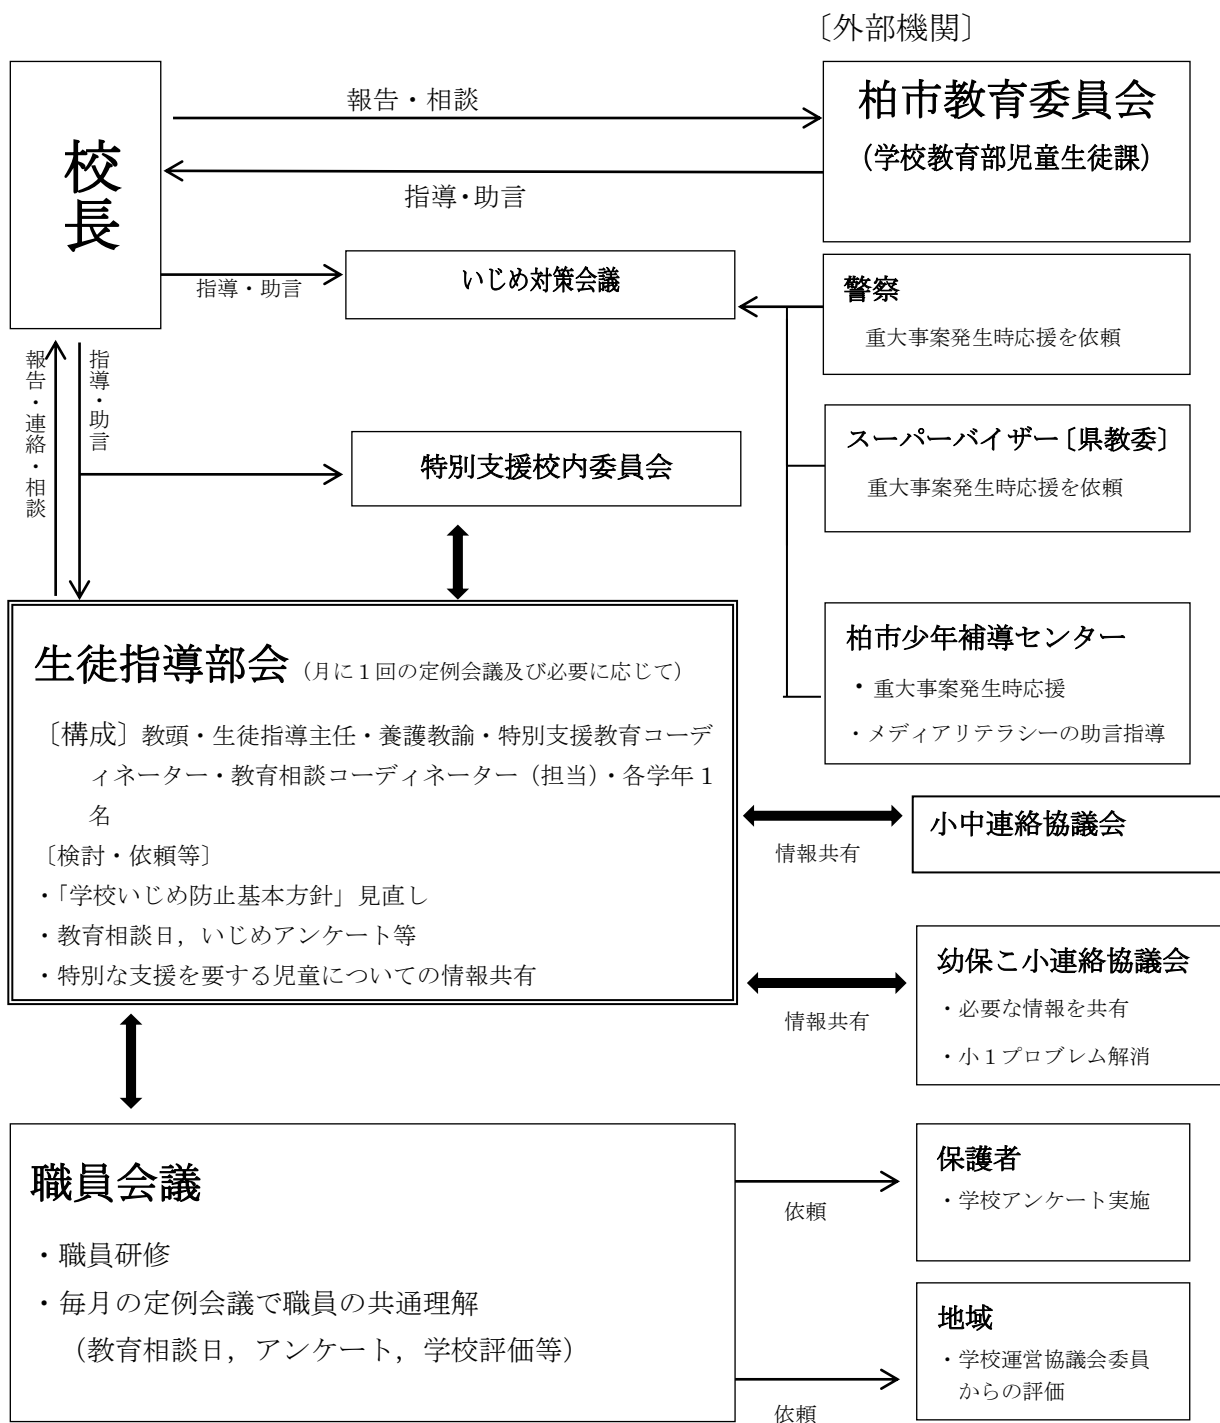 〔外部機関〕
校長
報告・相談
指導・助言
柏市教育委員会
（学校教育部児童生徒課）
指導・助言
いじめ対策会議
警察
重大事案発生時応援を依頼
報告・連絡・相談
指導・助言
特別支援校内委員会
スーパーバイザー〔県教委〕
重大事案発生時応援を依頼
柏市少年補導センター
・重大事案発生時応援
・メディアリテラシーの助言指導
生徒指導部会（月に１回の定例会議及び必要に応じて）
〔構成〕教頭・生徒指導主任・養護教諭・特別支援教育コーデ
ィネーター・教育相談コーディネーター（担当）・各学年１
名
〔検討・依頼等〕
・「学校いじめ防止基本方針」見直し
・教育相談日，いじめアンケート等
・特別な支援を要する児童についての情報共有
小中連絡協議会
情報共有
幼保こ小連絡協議会
・必要な情報を共有
・小１プロブレム解消
情報共有
職員会議
・職員研修
・毎月の定例会議で職員の共通理解
（教育相談日，アンケート，学校評価等）
依頼
保護者
・学校アンケート実施
地域
・学校運営協議会委員
からの評価
依頼